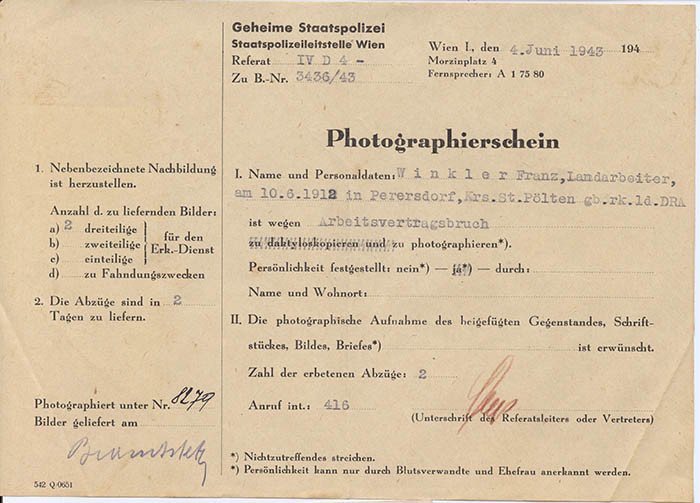 Geheime Staatspolizei
Staatspolizeileitstelle Wien
Referat IV D 4 -
Zu B.-Nr. 3436/43
Wien I., den 4.Juni 1943 194
Morzinplatz 4
Fernsprecher: A 1 75 80
Photographierschein
1. Nebenbezeichnete Nachbildung
ist herzustellen.
Anzahl d. zu liefernden Bilder:
a) 2 dreiteilige
b) zweiteilige
c) einteilige
für den
Erk.-Dienst
d) zu Fahndungszwecken
2. Die Abzüge sind in 2
Tagen zu liefern.
Photographiert unter Nr. 8279
Bilder geliefert am
542 Q/0651
I. Name und Personaldaten: W i n k l e r Franz, Landarbeiter,
am 10.6.1912 in Perersdorf, Krs.St.Pölten gb.rk.ld.DRA
ist wegen Arbeitsvertragsbruch
zu daktyloskopieren und zu photographieren*).
Persönlichkeit festgestellt: nein*) — ja*) — durch:
Name und Wohnort:
II. Die photographische Aufnahme des beigefügten Gegenstandes, Schrift-
stückes, Bildes, Briefes*) ist erwünscht.
Zahl der erbetenen Abzüge: 2
Anruf int.: 416
(Unterschrift des Referatsleiters oder Vertreters)
*) Nichtzutreffendes streichen.
*) Persönlichkeit kann nur durch Blutsverwandte und Ehefrau anerkannt werden.